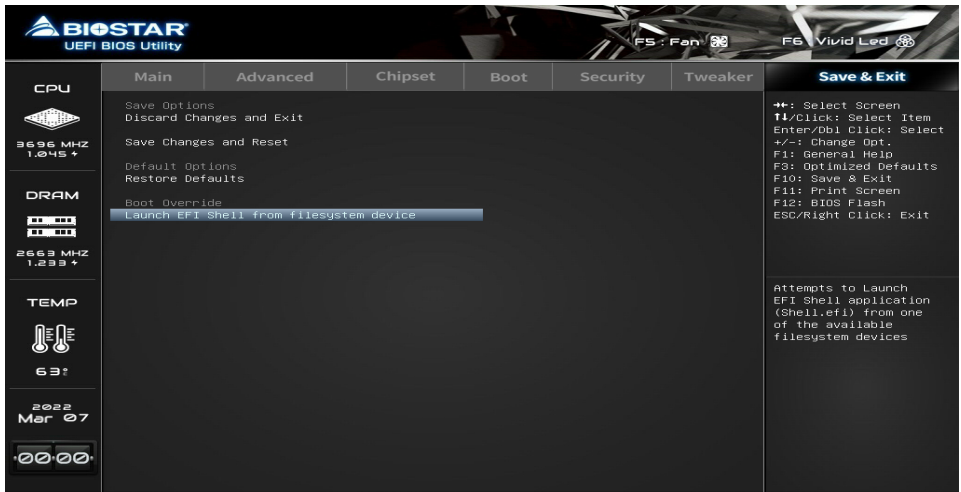 BIOSTAR®
UEFI BIOS Utility
F5 : Fan
F6 Vivid Led
Main Advanced Chipset Boot Security Tweaker Save & Exit
CPU
3696 MHZ
1.045
DRAM
2663 MHZ
1.233
TEMP
63
2022
Mar 07
00:00
Save Options
Discard Changes and Exit
Save Changes and Reset
Default Options
Restore Defaults
Boot Override
Launch EFI Shell from filesystem device
→←: Select Screen
↑↓/Click: Select Item
Enter/Dbl Click: Select
+/-: Change Opt.
F1: General Help
F3: Optimized Defaults
F10: Save & Exit
F11: Print Screen
F12: BIOS Flash
ESC/Right Click: Exit
Attempts to Launch
EFI Shell application
(Shell.efi) from one
of the available
filesystem devices